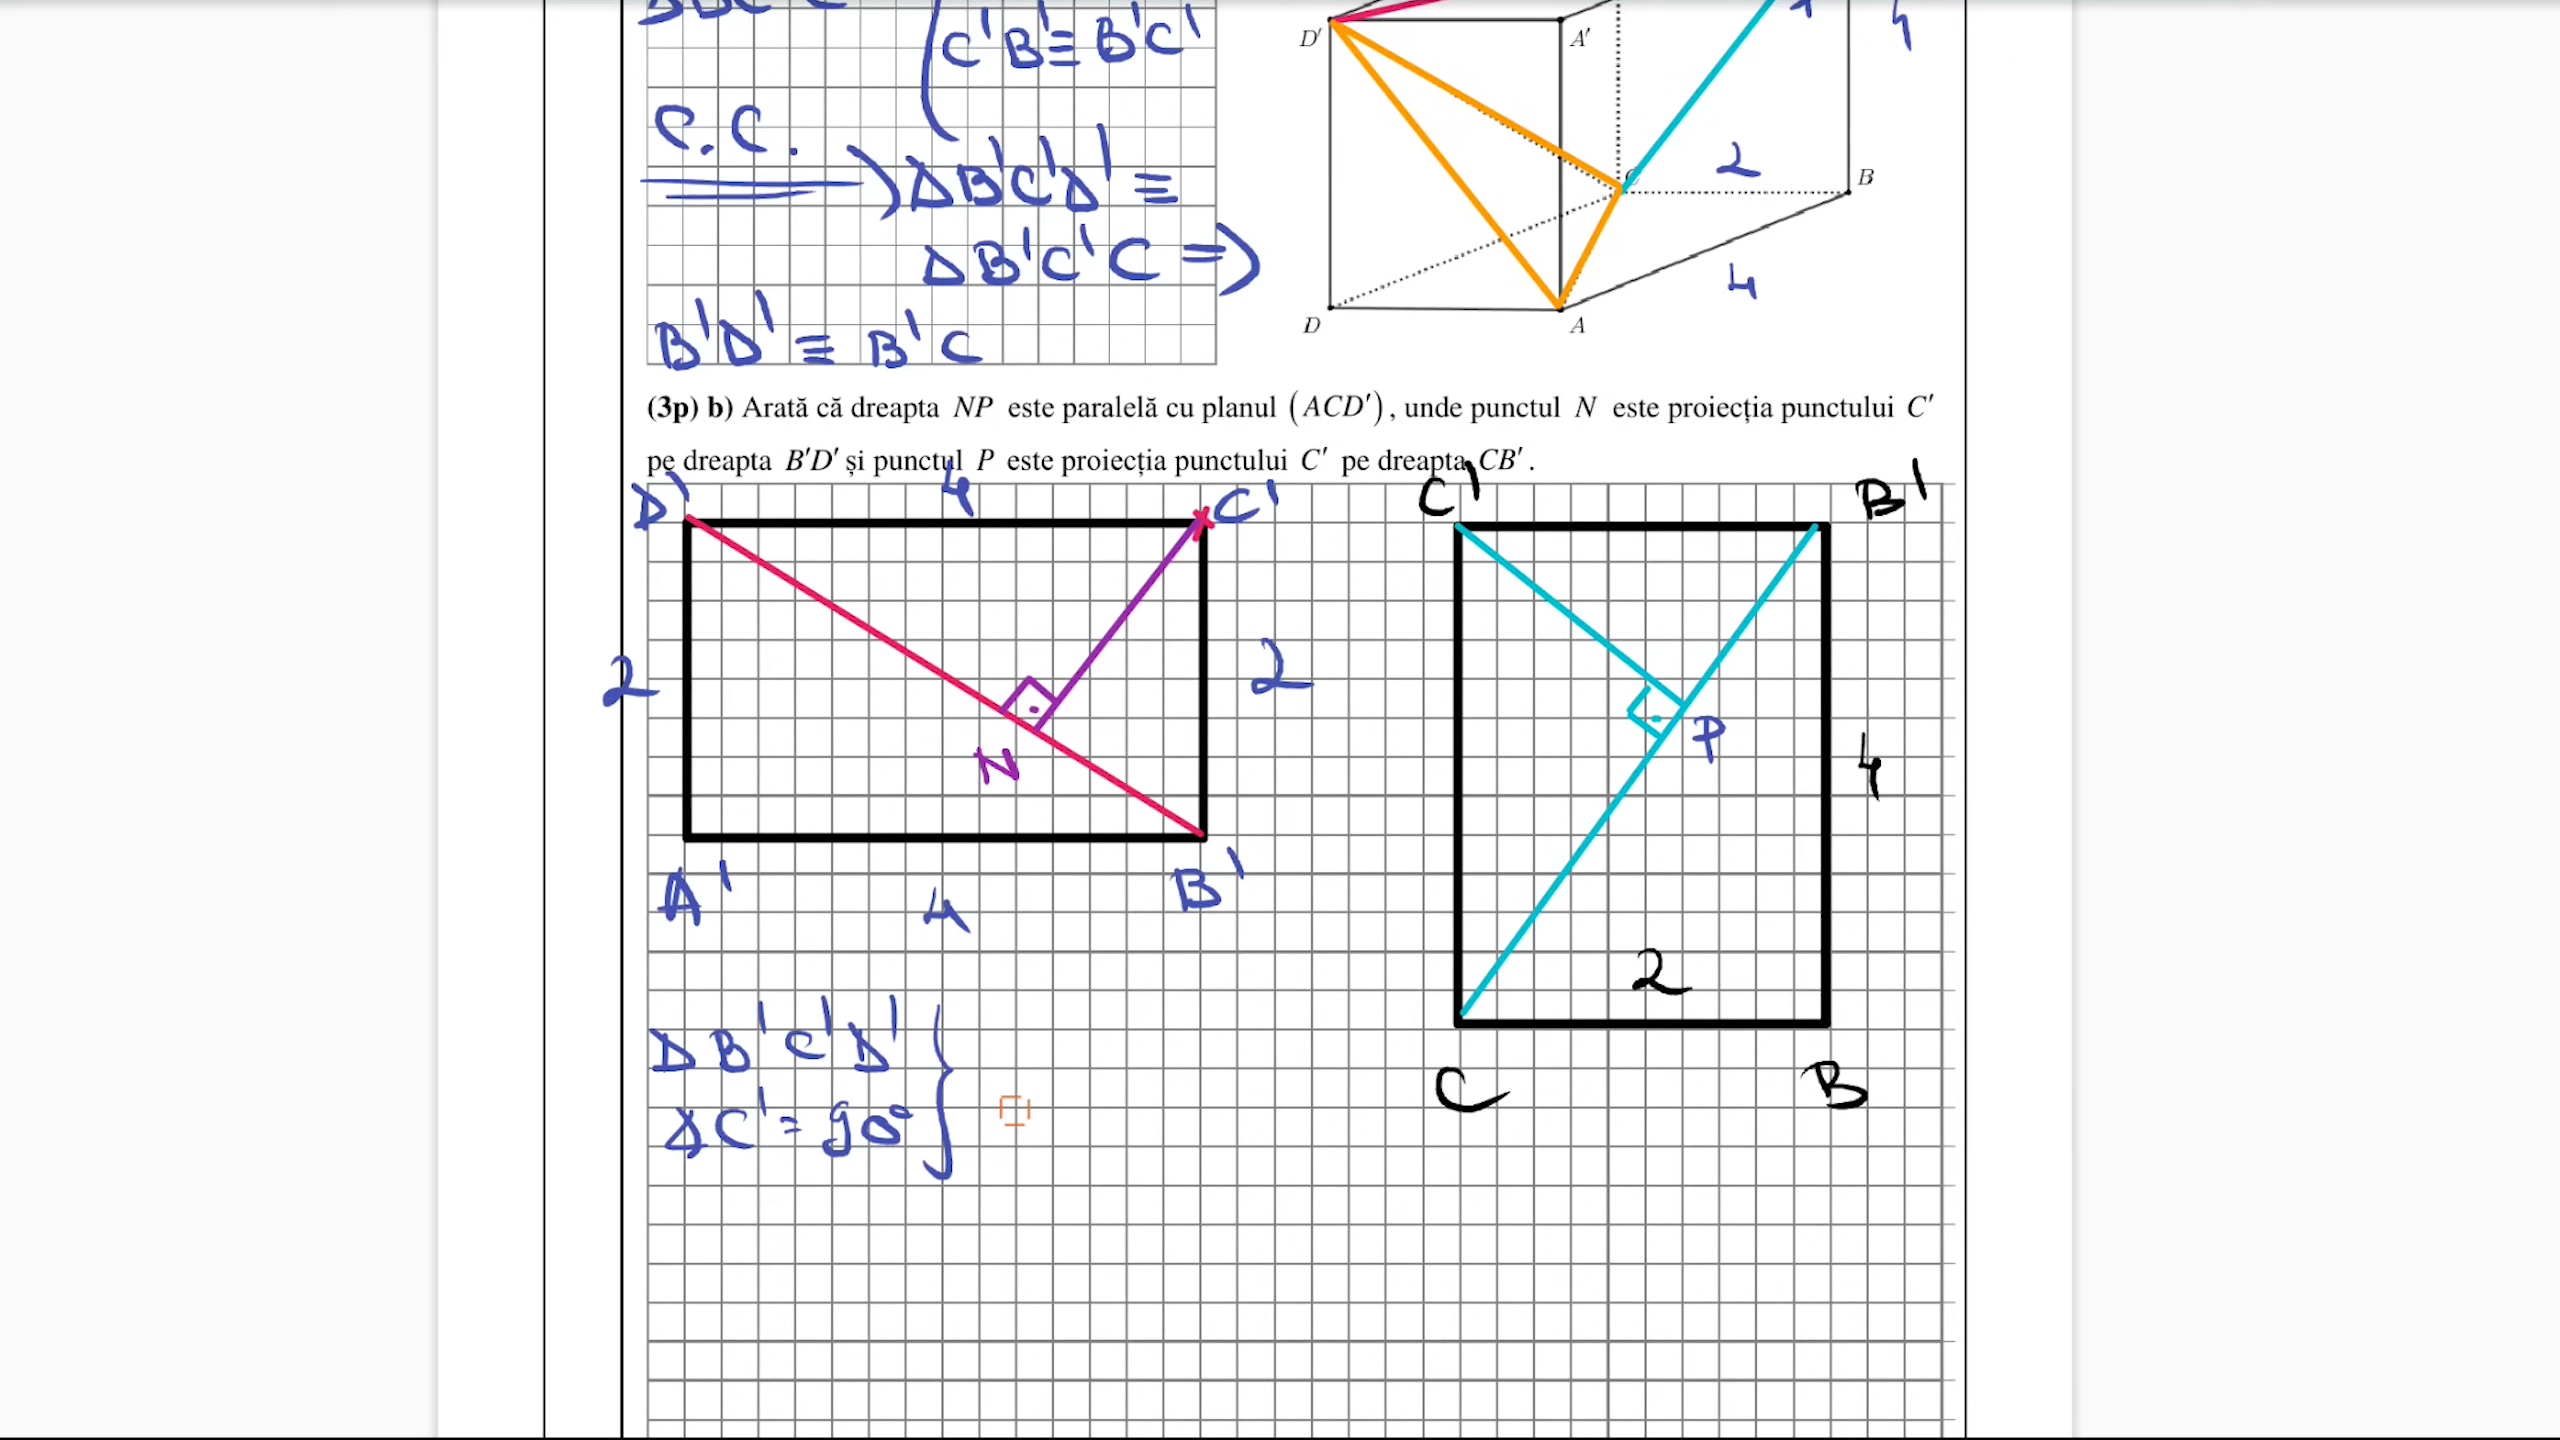 C'B' ≡ B'C'
C.C. ⟩ ΔB'C'D' ≡
ΔB'C'C ⇒
B'D' ≡ B'C
D' A' 4
C 2 B
4
D A
(3p) b) Arată că dreapta NP este paralelă cu planul (ACD'), unde punctul N este proiecția punctului C'
pe dreapta B'D' și punctul P este proiecția punctului C' pe dreapta CB'.
D' 4 C' C' B'
2 2
N P 4
A' 4 B'
2
C B
Δ B'C'D'
∢C' = 90°